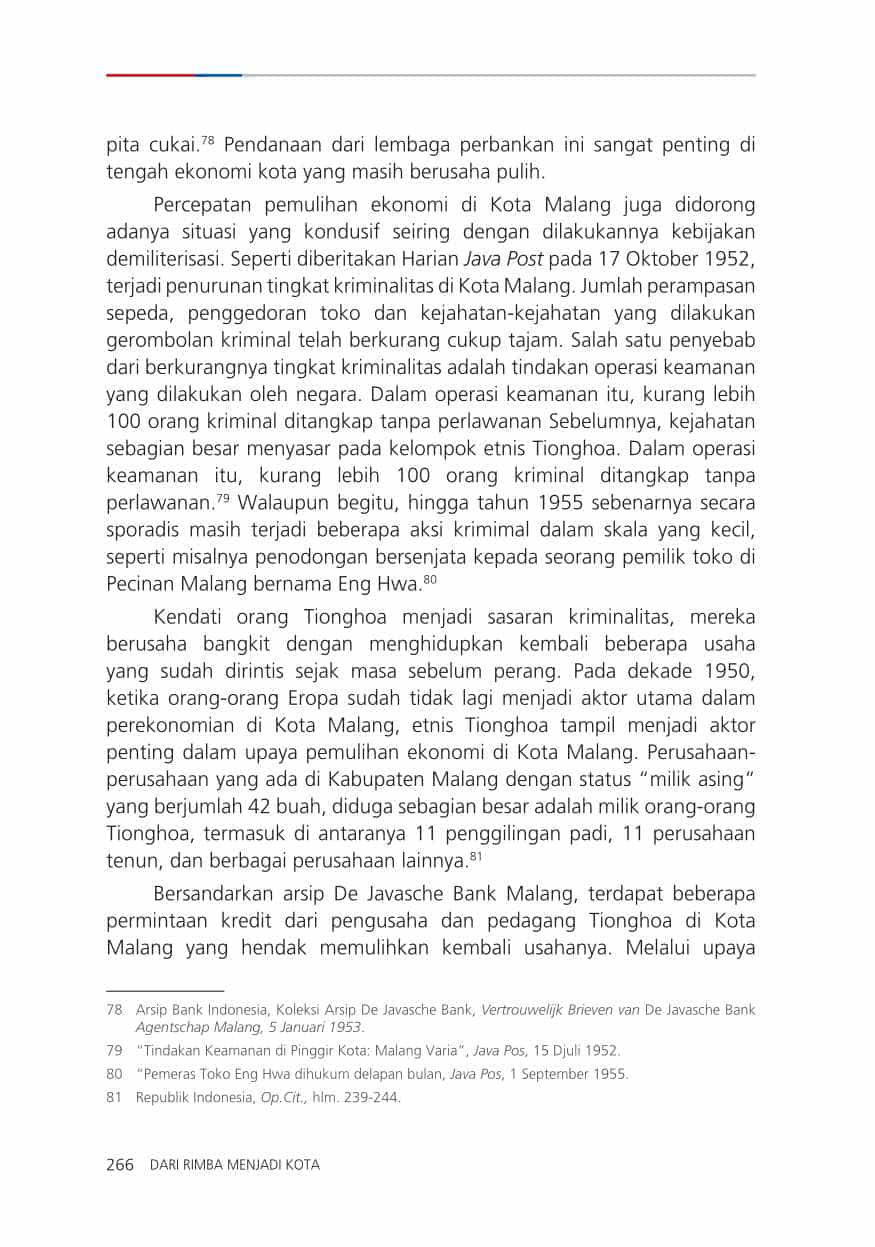 pita cukai.78 Pendanaan dari lembaga perbankan ini sangat penting di
tengah ekonomi kota yang masih berusaha pulih.
Percepatan pemulihan ekonomi di Kota Malang juga didorong
adanya situasi yang kondusif seiring dengan dilakukannya kebijakan
demiliterisasi. Seperti diberitakan Harian Java Post pada 17 Oktober 1952,
terjadi penurunan tingkat kriminalitas di Kota Malang. Jumlah perampasan
sepeda, penggedoran toko dan kejahatan-kejahatan yang dilakukan
gerombolan kriminal telah berkurang cukup tajam. Salah satu penyebab
dari berkurangnya tingkat kriminalitas adalah tindakan operasi keamanan
yang dilakukan oleh negara. Dalam operasi keamanan itu, kurang lebih
100 orang kriminal ditangkap tanpa perlawanan Sebelumnya, kejahatan
sebagian besar menyasar pada kelompok etnis Tionghoa. Dalam operasi
keamanan itu, kurang lebih 100 orang kriminal ditangkap tanpa
perlawanan.79 Walaupun begitu, hingga tahun 1955 sebenarnya secara
sporadis masih terjadi beberapa aksi krimimal dalam skala yang kecil,
seperti misalnya penodongan bersenjata kepada seorang pemilik toko di
Pecinan Malang bernama Eng Hwa.80
Kendati orang Tionghoa menjadi sasaran kriminalitas, mereka
berusaha bangkit dengan menghidupkan kembali beberapa usaha
yang sudah dirintis sejak masa sebelum perang. Pada dekade 1950,
ketika orang-orang Eropa sudah tidak lagi menjadi aktor utama dalam
perekonomian di Kota Malang, etnis Tionghoa tampil menjadi aktor
penting dalam upaya pemulihan ekonomi di Kota Malang. Perusahaan-
perusahaan yang ada di Kabupaten Malang dengan status “milik asing“
yang berjumlah 42 buah, diduga sebagian besar adalah milik orang-orang
Tionghoa, termasuk di antaranya 11 penggilingan padi, 11 perusahaan
tenun, dan berbagai perusahaan lainnya.81
Bersandarkan arsip De Javasche Bank Malang, terdapat beberapa
permintaan kredit dari pengusaha dan pedagang Tionghoa di Kota
Malang yang hendak memulihkan kembali usahanya. Melalui upaya
78 Arsip Bank Indonesia, Koleksi Arsip De Javasche Bank, Vertrouwelijk Brieven van De Javasche Bank
Agentschap Malang, 5 Januari 1953.
79 “Tindakan Keamanan di Pinggir Kota: Malang Varia”, Java Pos, 15 Djuli 1952.
80 “Pemeras Toko Eng Hwa dihukum delapan bulan, Java Pos, 1 September 1955.
81 Republik Indonesia, Op.Cit., hlm. 239-244.
266 DARI RIMBA MENJADI KOTA